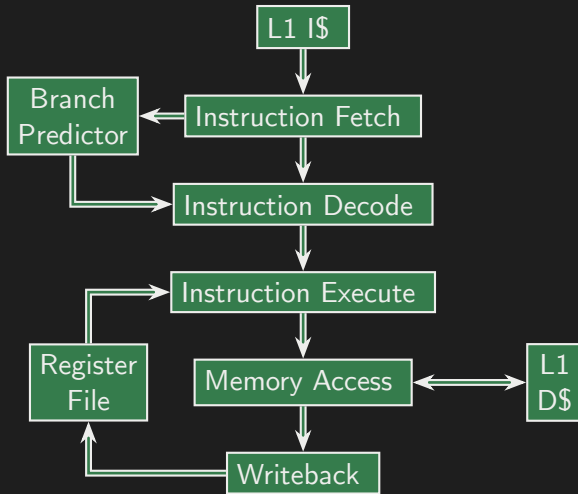 L1 I$
Branch
Predictor
Instruction Fetch
Instruction Decode
Instruction Execute
Register
File
Memory Access
L1
D$
Writeback